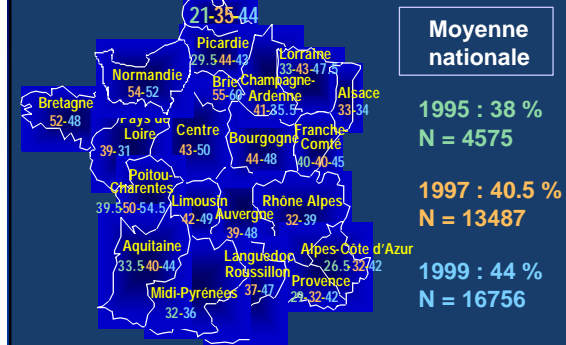 21-35-44
Picardie
29.5-44-43
Lorraine
33-43-47.5
Normandie
54-52
Brie
55-60
Champagne-
Ardenne
41-35.5
Alsace
33-34
Bretagne
52-48
Pays de
Loire
39-31
Centre
43-50
Bourgogne
44-48
Franche-
Comté
40-40-45
Poitou-
Charentes
39.5-50-54.5
Limousin
42-49
Auvergne
39-48
Rhône Alpes
32-39
Aquitaine
33.5-40-44
Languedoc
Roussillon
37-47
Alpes-Côte d'Azur
26.5-32-42
Provence
29-32-42
Midi-Pyrénées
32-36
Moyenne
nationale
1995 : 38 %
N = 4575
1997 : 40.5 %
N = 13487
1999 : 44 %
N = 16756